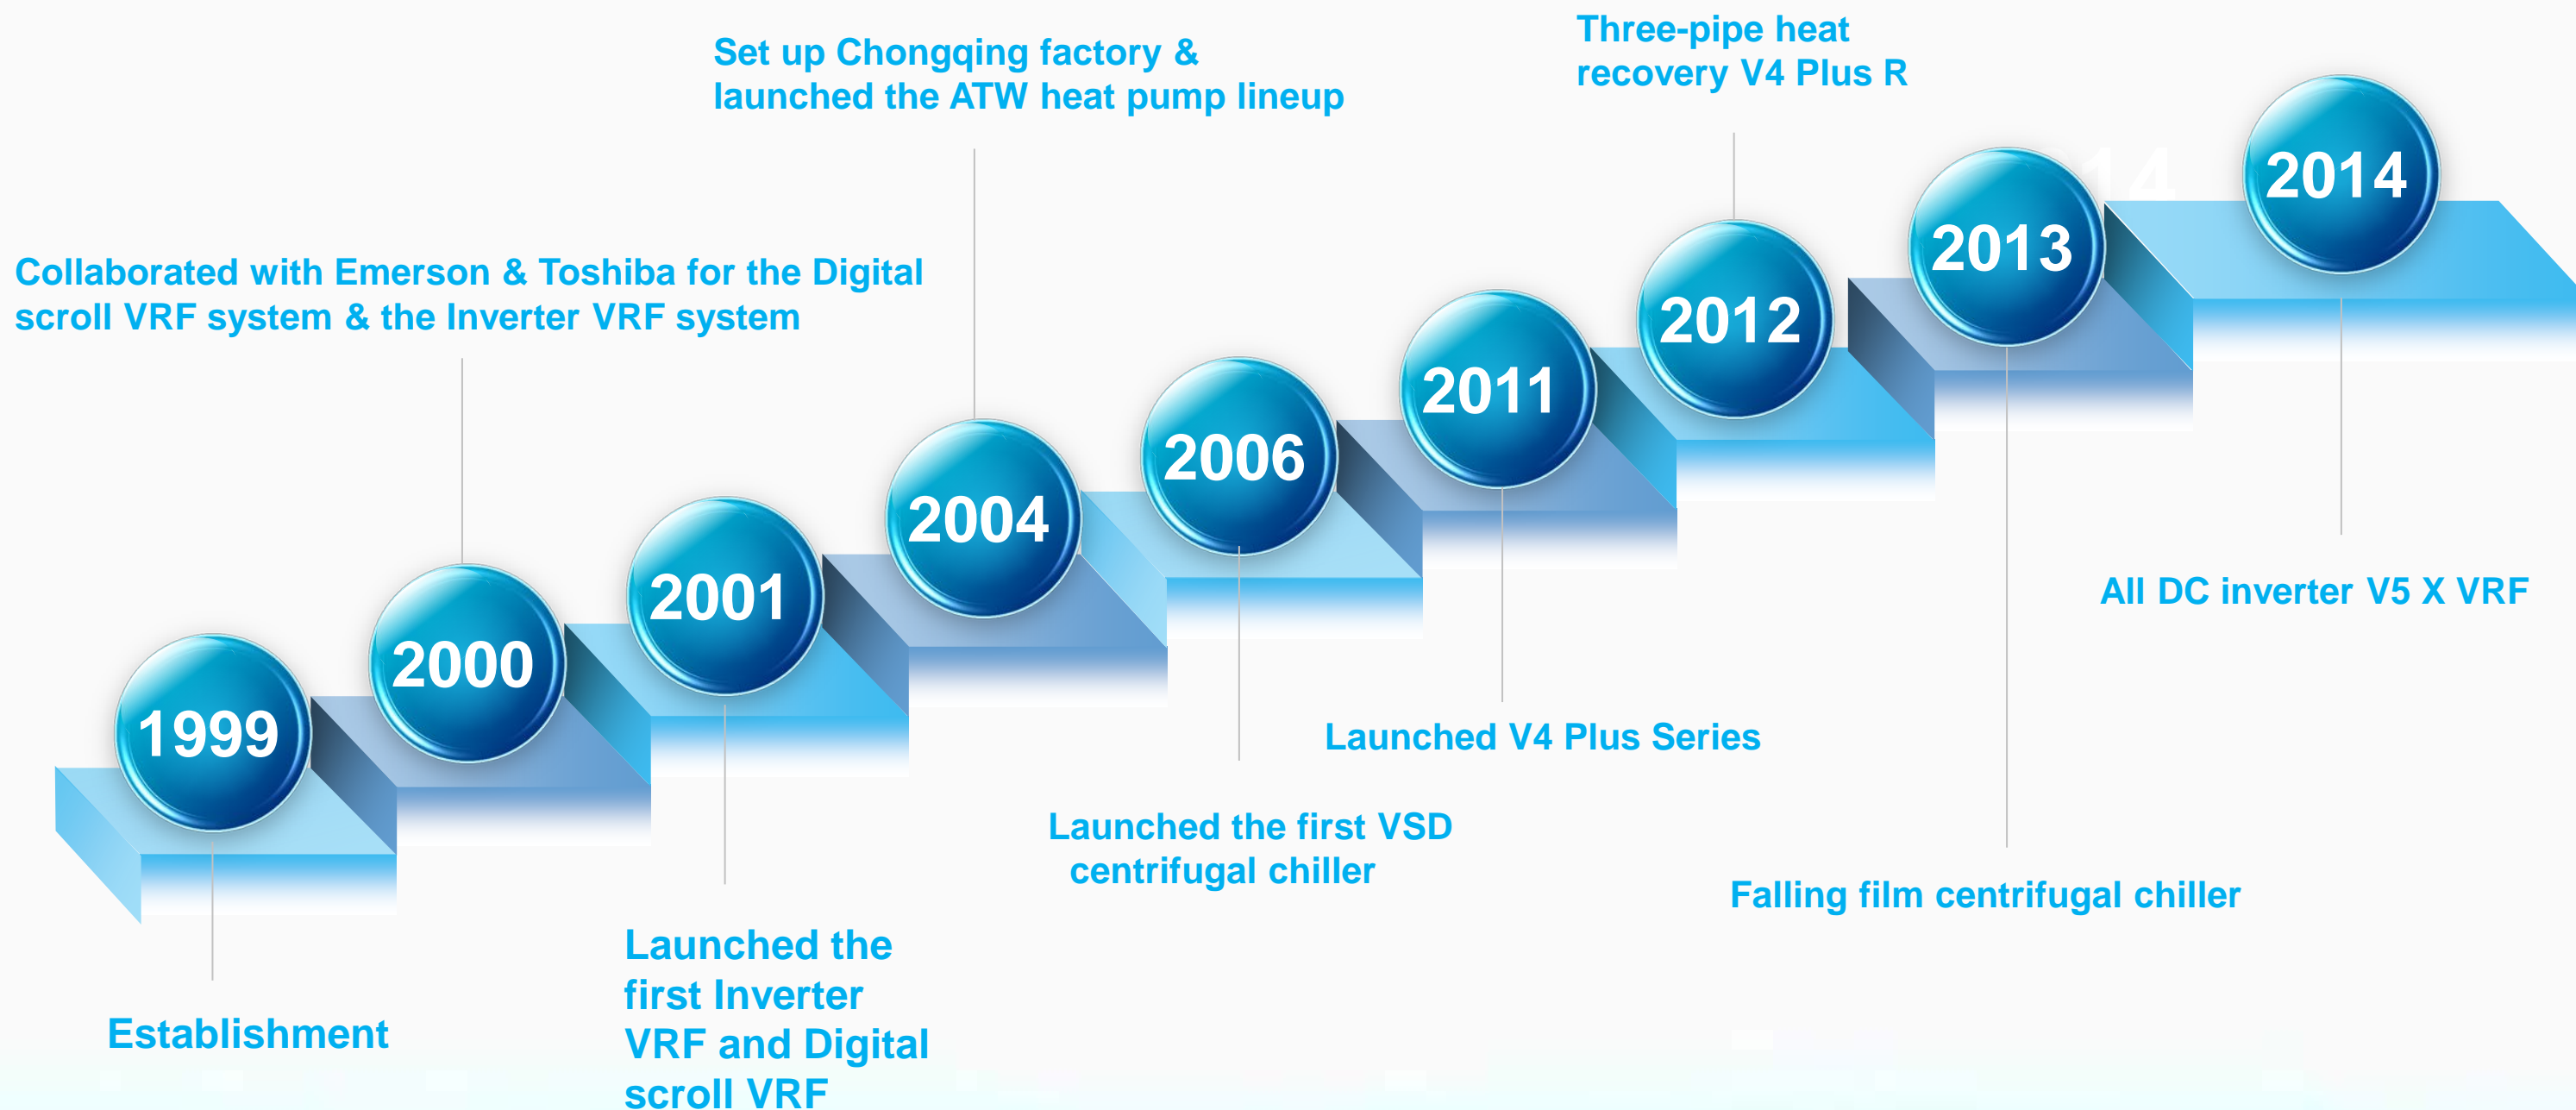 Three-pipe heat
recovery V4 Plus R
Set up Chongqing factory &
launched the ATW heat pump lineup
Collaborated with Emerson & Toshiba for the Digital
scroll VRF system & the Inverter VRF system
1999
2000
2001
2004
2006
2011
2012
2013
14
2014
All DC inverter V5 X VRF
Launched V4 Plus Series
Launched the first VSD
centrifugal chiller
Falling film centrifugal chiller
Launched the
first Inverter
VRF and Digital
scroll VRF
Establishment